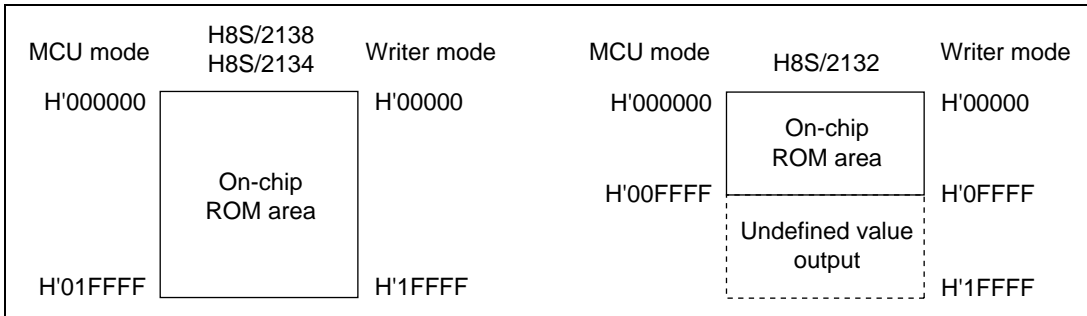 MCU mode
H8S/2138
H8S/2134
Writer mode
H'000000
H'00000
On-chip
ROM area
H'01FFFF
H'1FFFF
MCU mode
H8S/2132
Writer mode
H'000000
H'00000
On-chip
ROM area
H'00FFFF
H'0FFFF
Undefined value
output
H'1FFFF